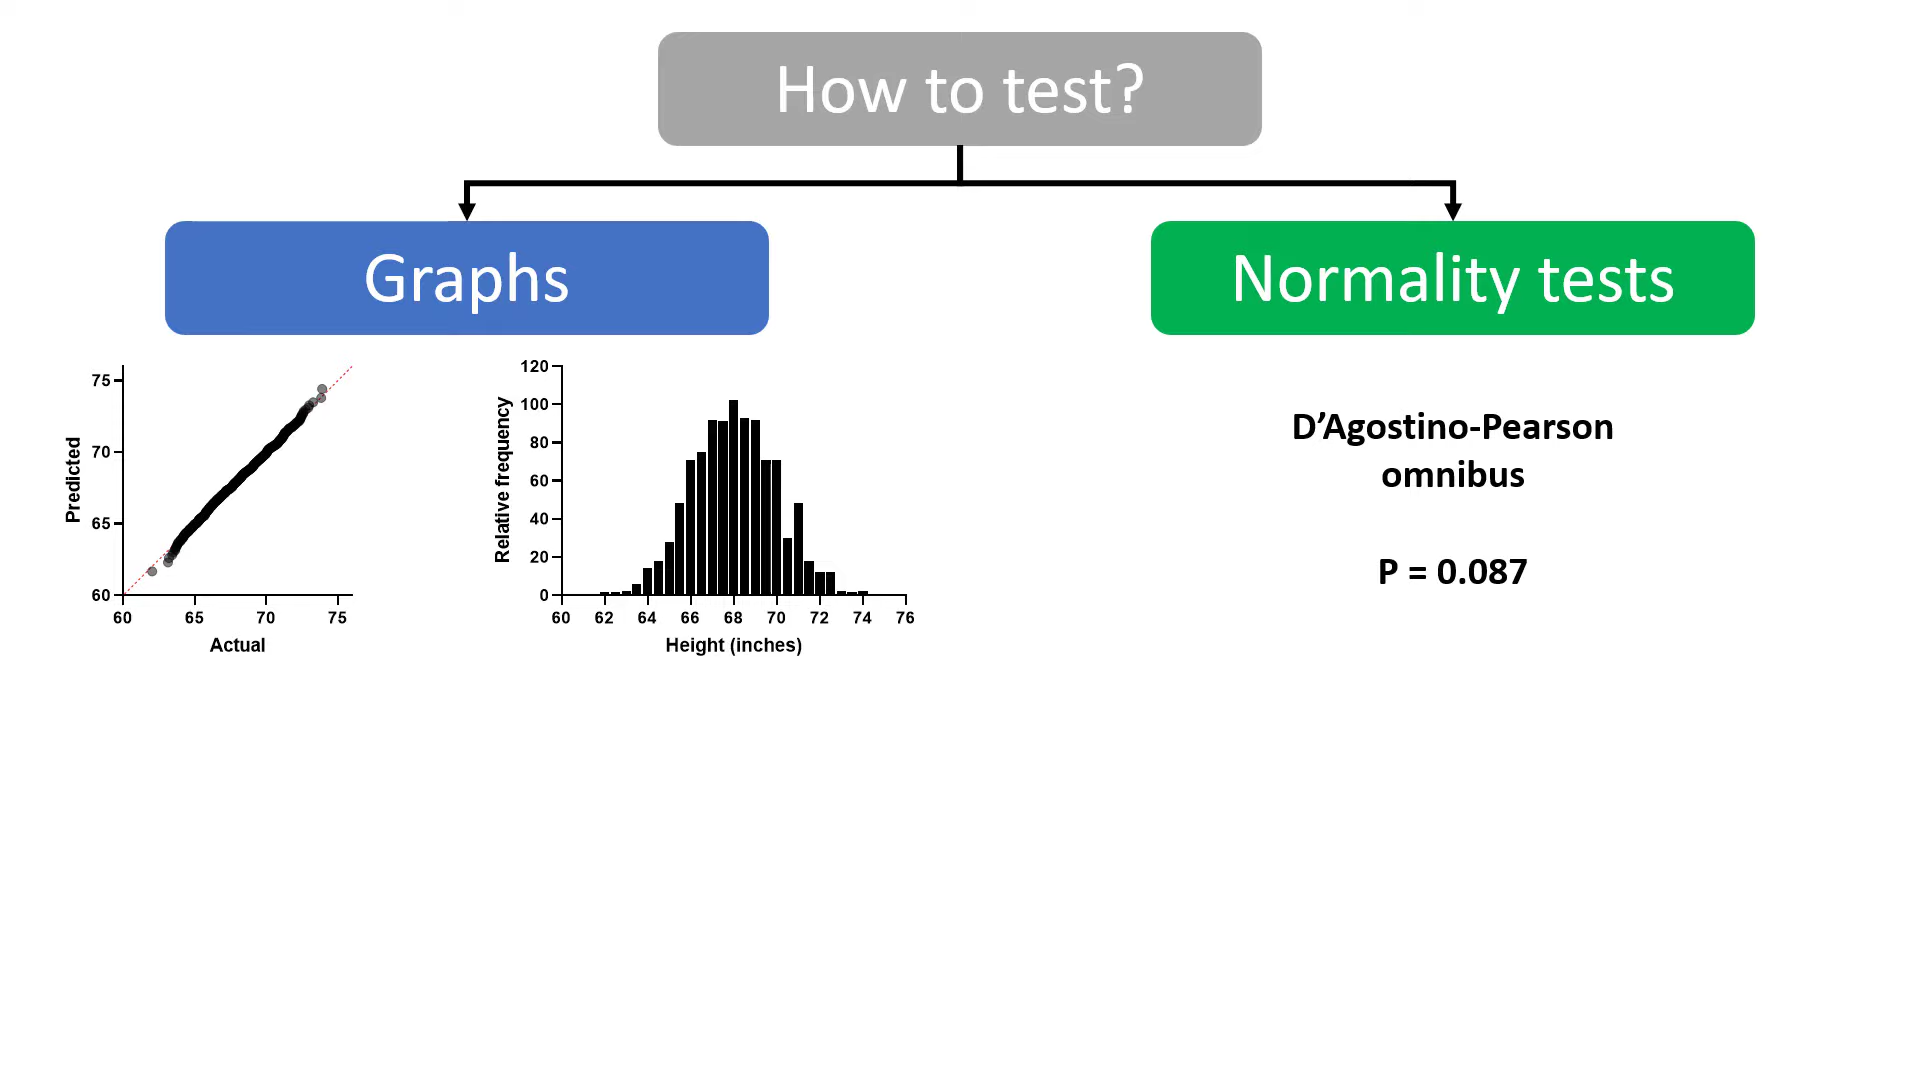 How to test?
Graphs
Normality tests
75
70
65
60
Predicted
60 65 70 75
Actual
120
100
80
60
40
20
0
Relative frequency
60 62 64 66 68 70 72 74 76
Height (inches)
D’Agostino-Pearson
omnibus
P = 0.087